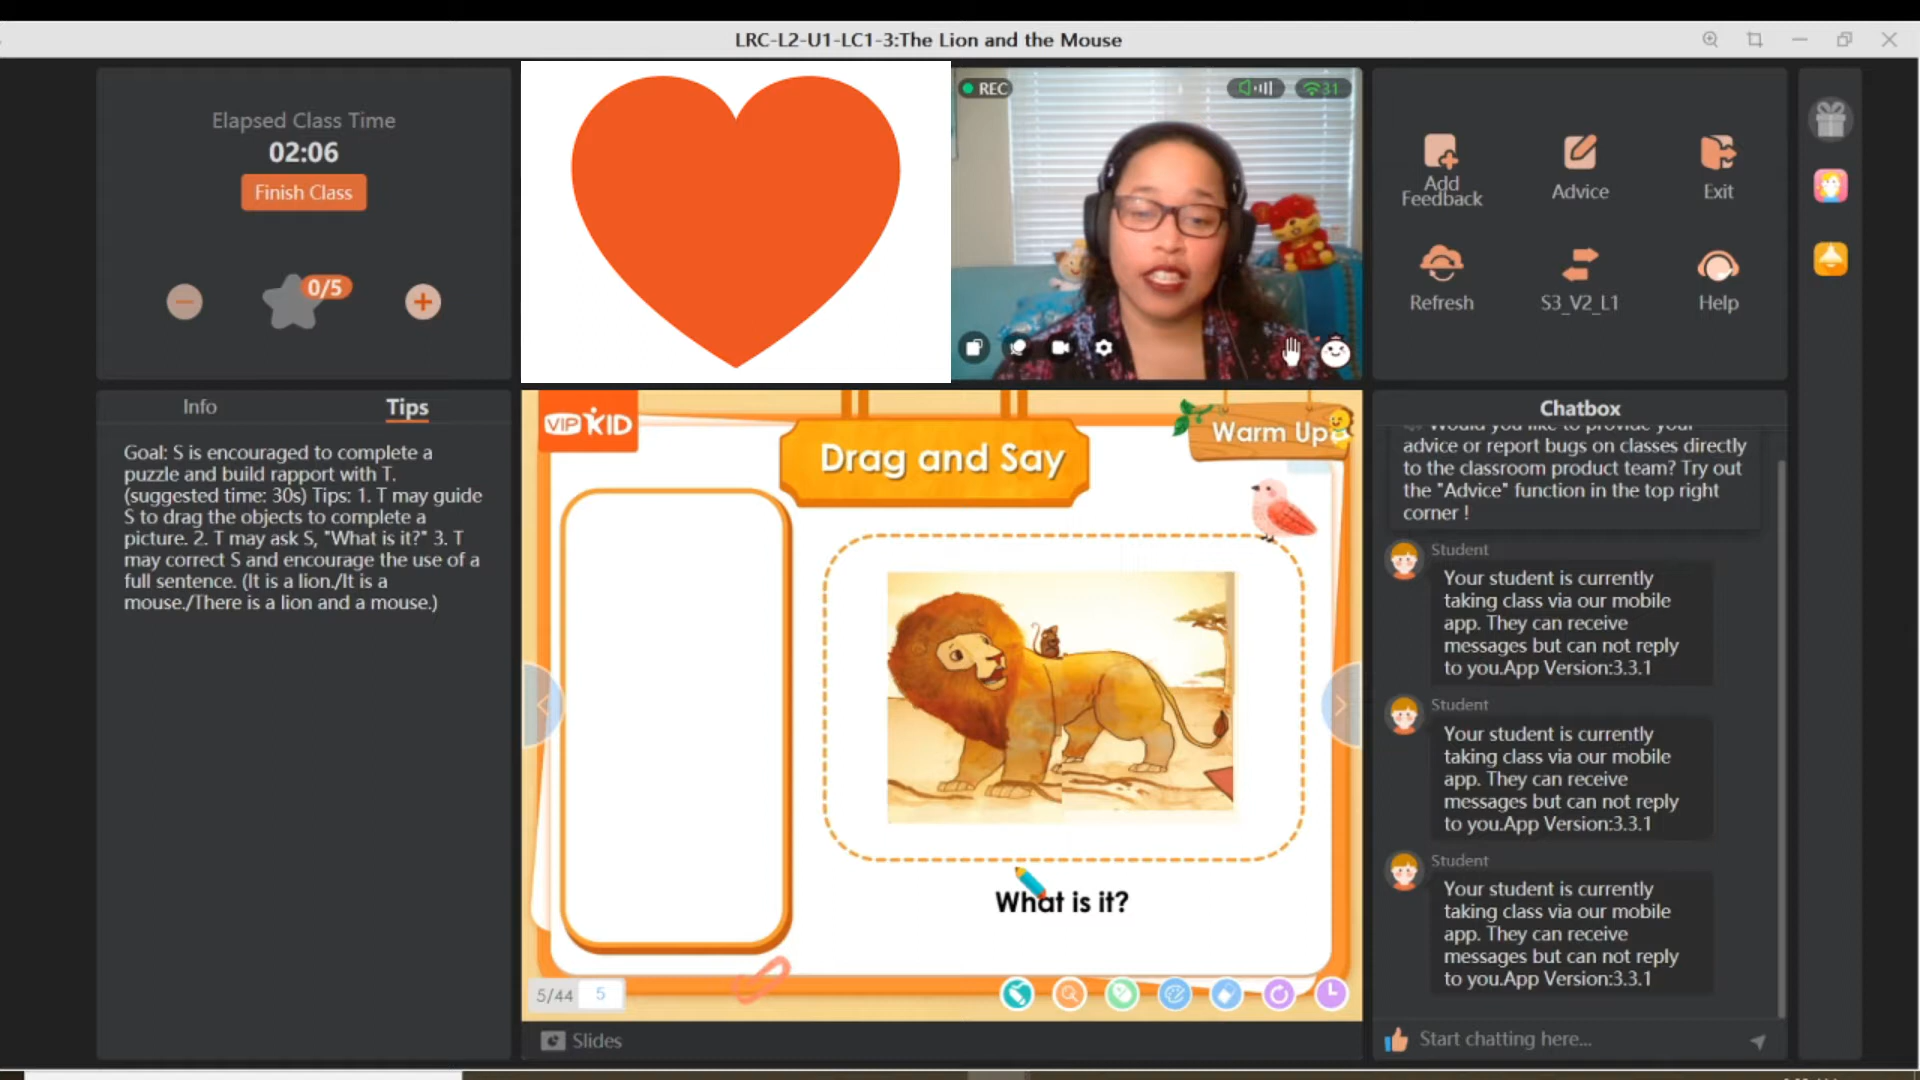 LRC-L2-U1-LC1-3:The Lion and the Mouse
Elapsed Class Time
02:06
Finish Class
0/5
REC
31
Add
Feedback
Advice
Exit
Refresh
S3_V2_L1
Help
Info
Tips
Goal: S is encouraged to complete a
puzzle and build rapport with T.
(suggested time: 30s) Tips: 1. T may guide
S to drag the objects to complete a
picture. 2. T may ask S, "What is it?" 3. T
may correct S and encourage the use of a
full sentence. (It is a lion./It is a
mouse./There is a lion and a mouse.)
VIPKID
Drag and Say
Warm Up
What is it?
5/44
5
Slides
Chatbox
Would you like to provide your
advice or report bugs on classes directly
to the classroom product team? Try out
the "Advice" function in the top right
corner !
Student
Your student is currently
taking class via our mobile
app. They can receive
messages but can not reply
to you.App Version:3.3.1
Student
Your student is currently
taking class via our mobile
app. They can receive
messages but can not reply
to you.App Version:3.3.1
Student
Your student is currently
taking class via our mobile
app. They can receive
messages but can not reply
to you.App Version:3.3.1
Start chatting here...